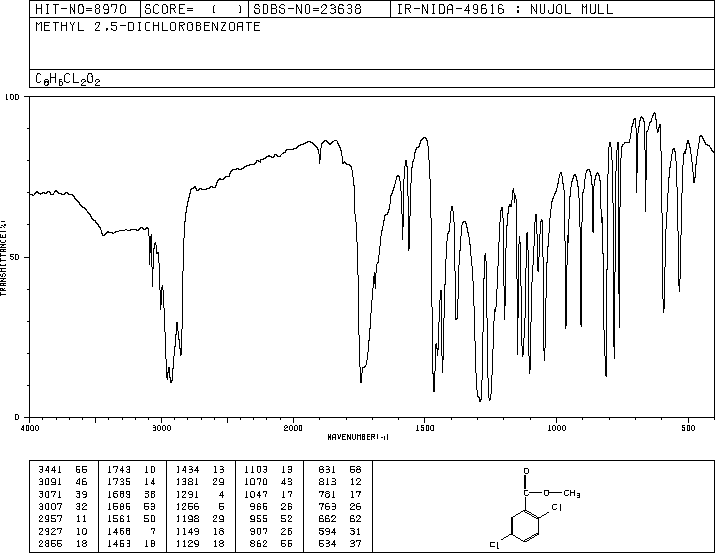 HIT-NO=8970 SCORE= ( ) SDBS-NO=23638 IR-NIDA-49616 : NUJOL MULL
METHYL 2,5-DICHLOROBENZOATE
C8H6CL2O2
100
50
0
TRANSMITTANCE(%)
4000 3000 2000 1500 1000 500
WAVENUMBER(-1)
3441 55 1743 10 1434 13 1103 13 831 58
3091 46 1735 14 1381 29 1070 43 813 12
3071 39 1689 38 1291 4 1047 17 781 17
3007 32 1586 53 1256 5 966 26 763 26
2957 11 1561 50 1198 29 955 52 662 62
2927 10 1468 7 1149 18 907 26 594 31
2855 18 1453 18 1129 18 862 55 534 37
O
C—O—CH3
Cl
Cl